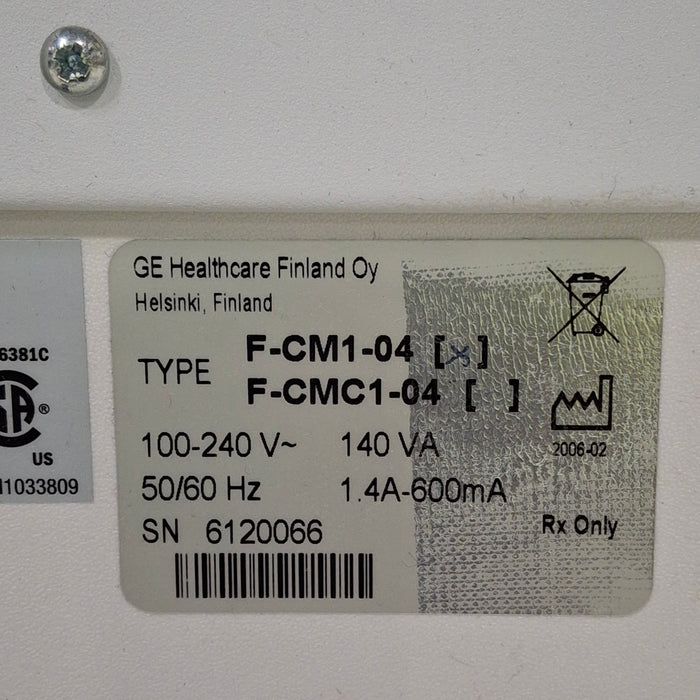 GE Healthcare Finland Oy
Helsinki, Finland
TYPE
F-CM1-04 [x]
F-CMC1-04 [ ]
100-240 V~ 140 VA
50/60 Hz 1.4A-600mA
SN 6120066
2006-02
Rx Only
6381C
®
US
1033809